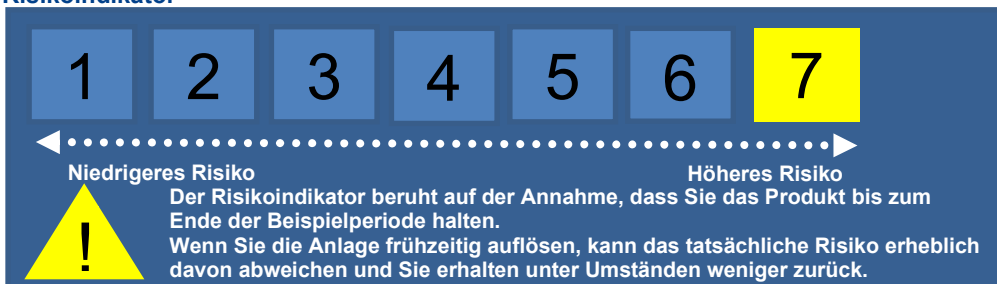 Risikoindikator
1 2 3 4 5 6 7
Niedrigeres Risiko Höheres Risiko
!
Der Risikoindikator beruht auf der Annahme, dass Sie das Produkt bis zum
Ende der Beispielperiode halten.
Wenn Sie die Anlage frühzeitig auflösen, kann das tatsächliche Risiko erheblich
davon abweichen und Sie erhalten unter Umständen weniger zurück.